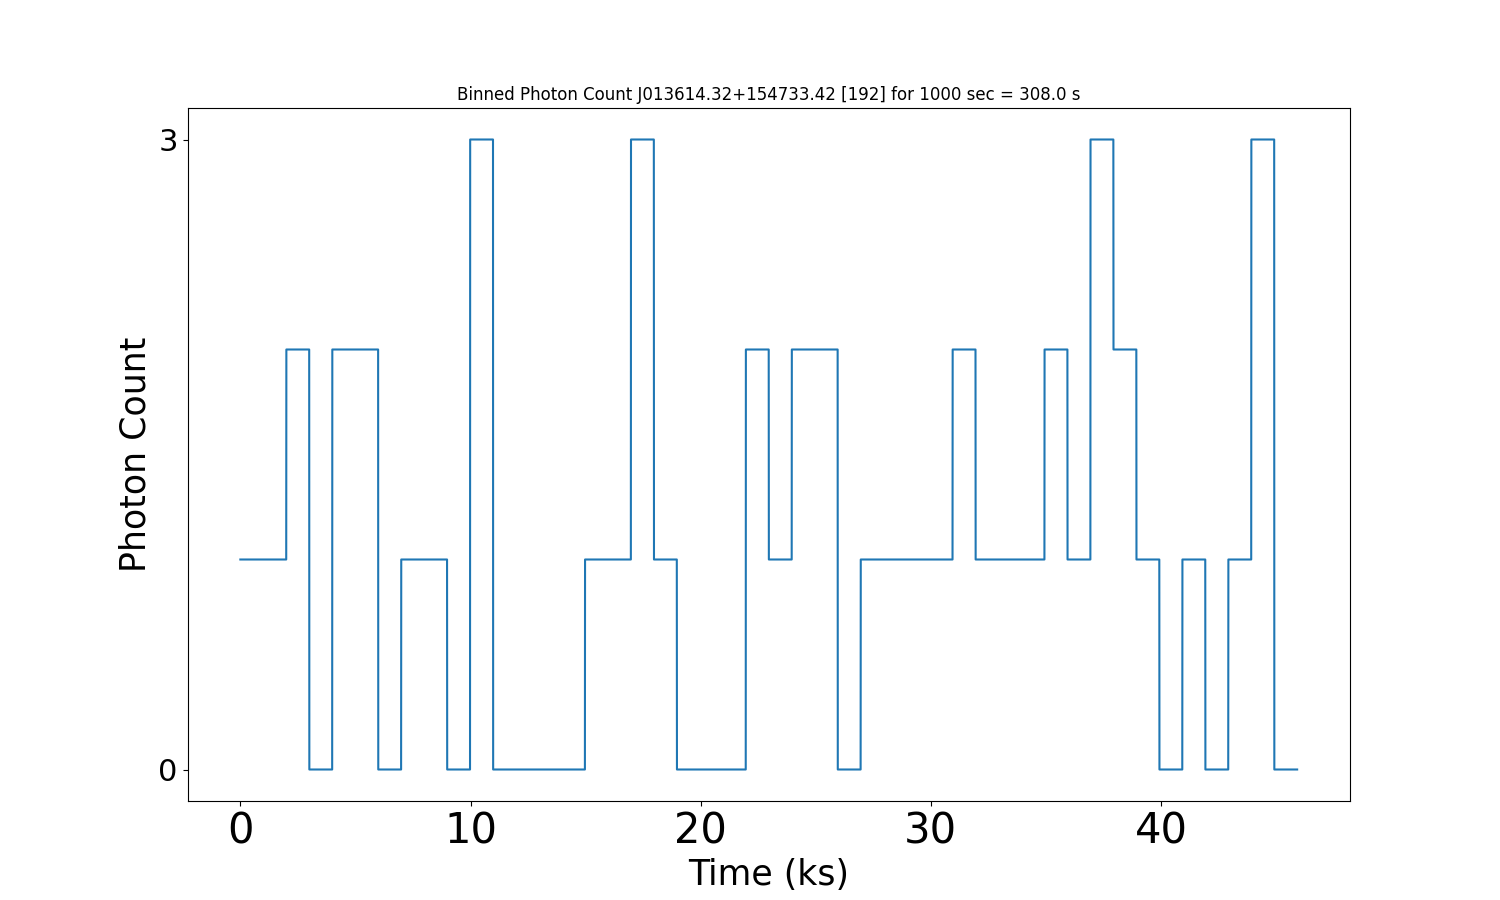 Binned Photon Count J013614.32+154733.42 [192] for 1000 sec = 308.0 s
3
Photon Count
0
0 10 20 30 40
Time (ks)